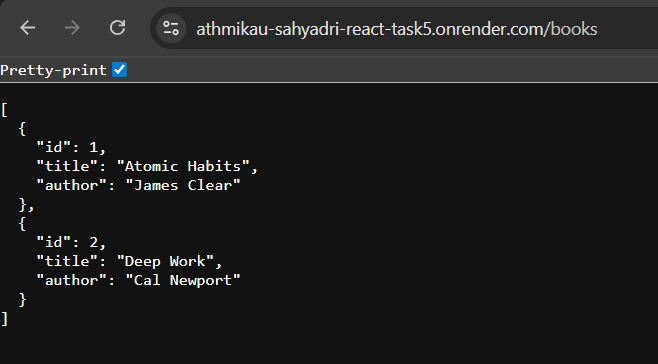 athmikau-sahyadri-react-task5.onrender.com/books
Pretty-print
[
  {
    "id": 1,
    "title": "Atomic Habits",
    "author": "James Clear"
  },
  {
    "id": 2,
    "title": "Deep Work",
    "author": "Cal Newport"
  }
]